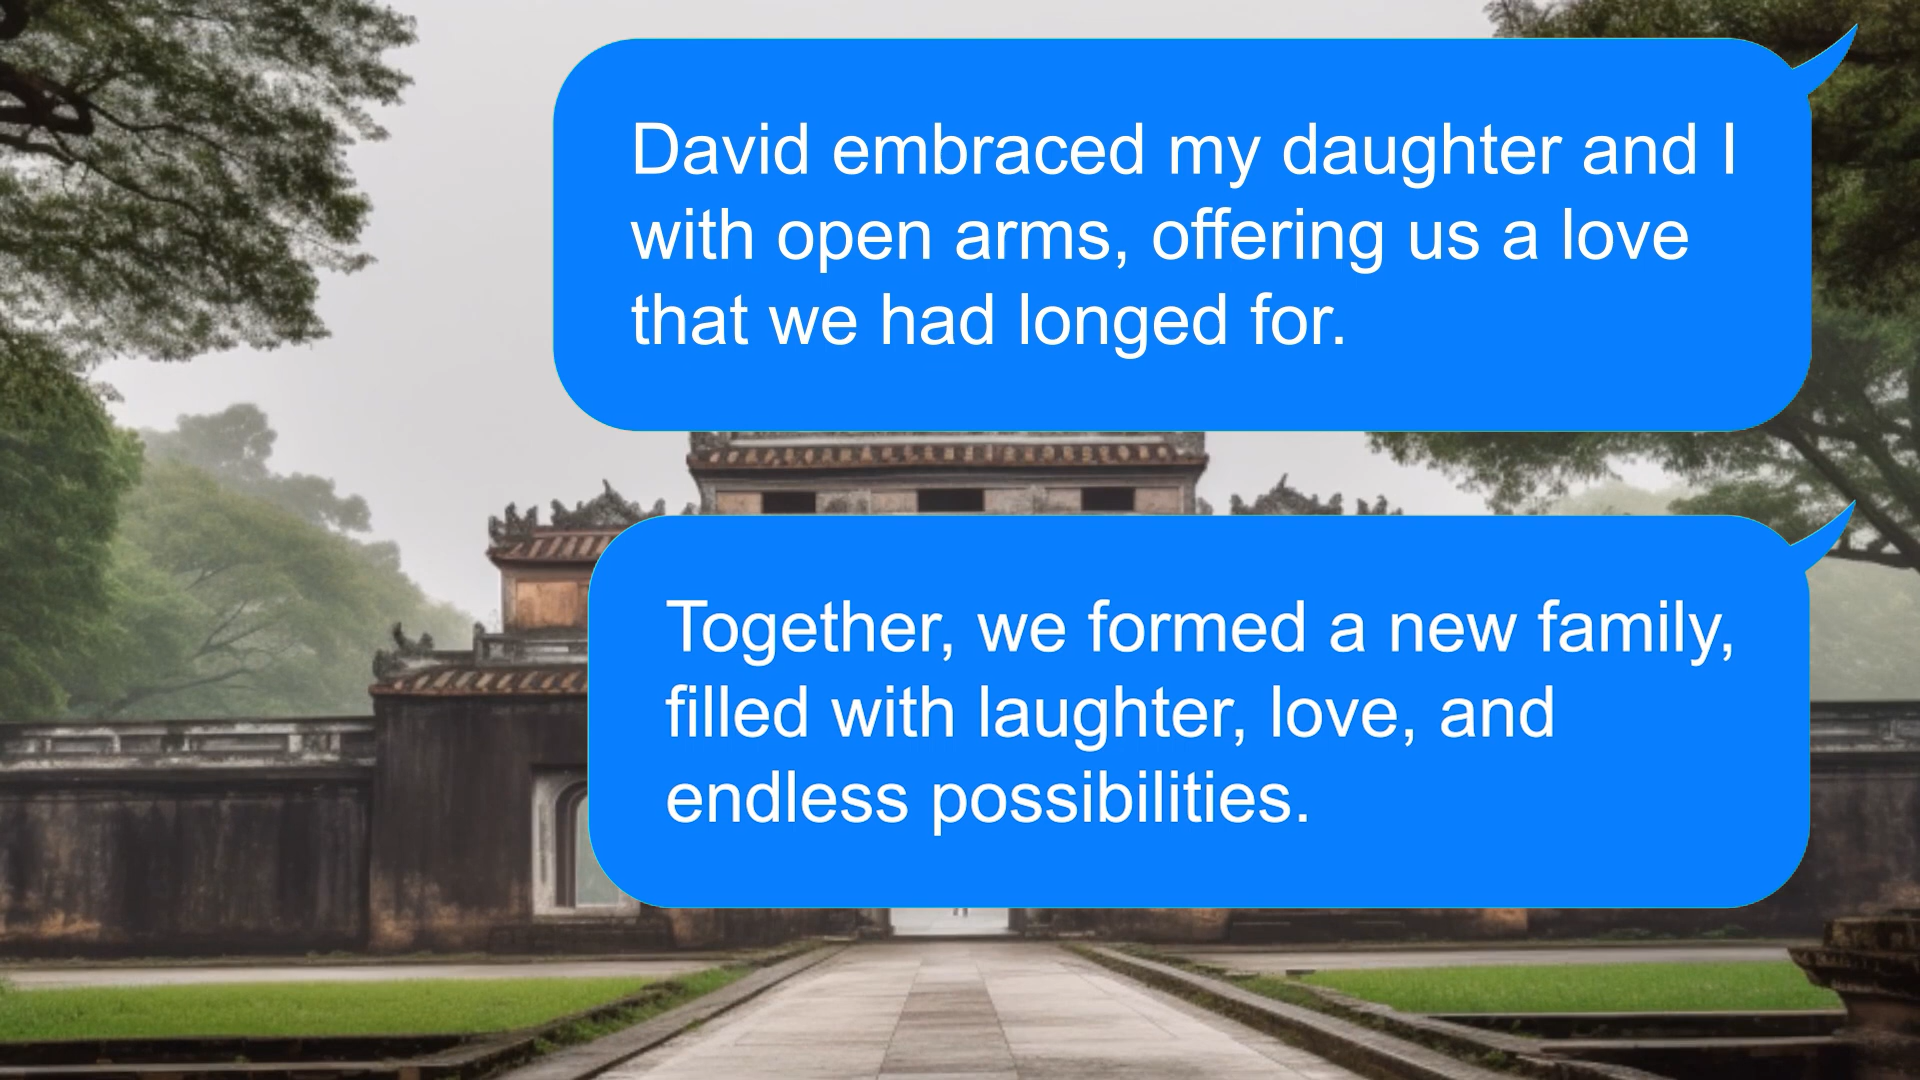 David embraced my daughter and I
with open arms, offering us a love
that we had longed for.
Together, we formed a new family,
filled with laughter, love, and
endless possibilities.